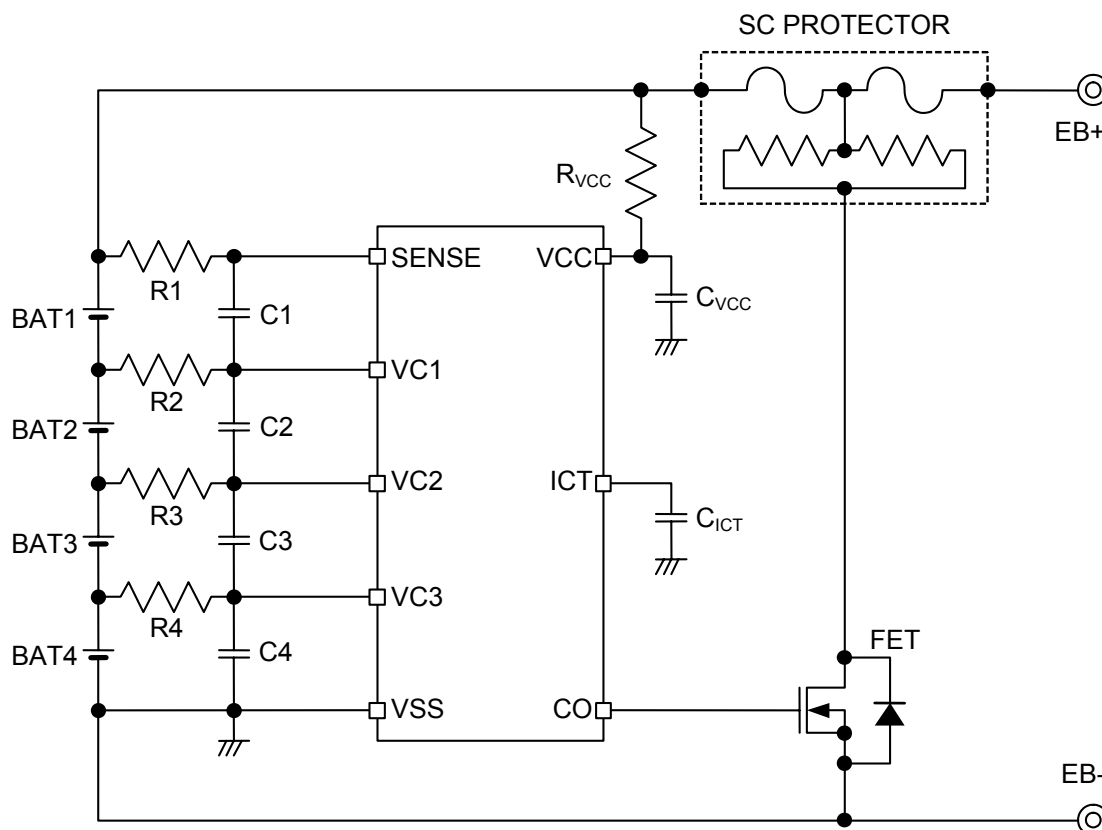 SC PROTECTOR
EB+
RVCC
SENSE
VCC
R1
C1
CVCC
BAT1
VC1
R2
C2
BAT2
VC2
ICT
R3
C3
CICT
BAT3
VC3
R4
C4
BAT4
FET
VSS
CO
EB-